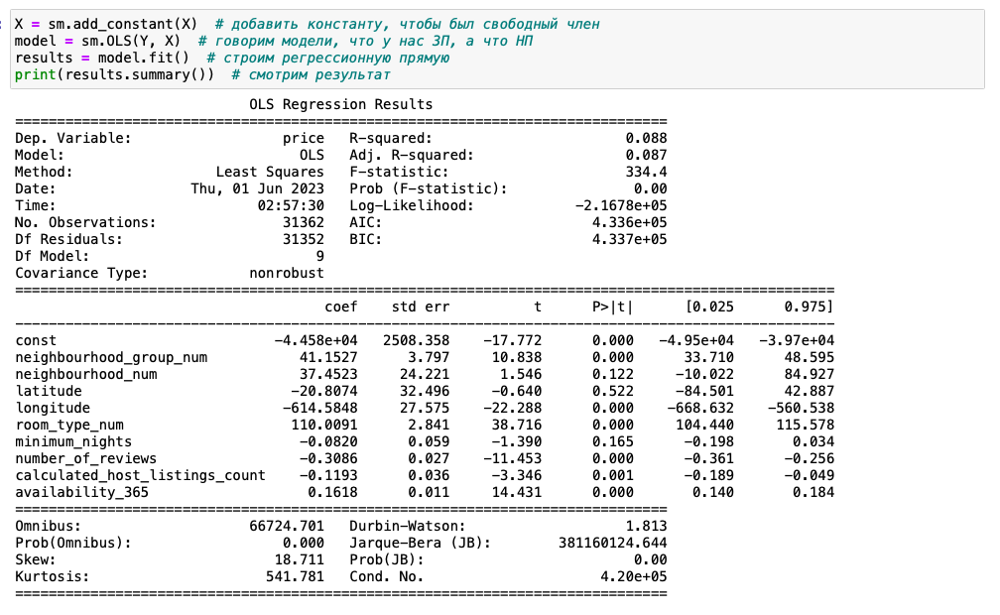 X = sm.add_constant(X)  # добавить константу, чтобы был свободный член
model = sm.OLS(Y, X)  # говорим модели, что у нас ЗП, а что НП
results = model.fit()  # строим регрессионную прямую
print(results.summary())  # смотрим результат
OLS Regression Results
==============================================================================
Dep. Variable:                  price   R-squared:                       0.088
Model:                            OLS   Adj. R-squared:                  0.087
Method:                 Least Squares   F-statistic:                     334.4
Date:                Thu, 01 Jun 2023   Prob (F-statistic):               0.00
Time:                        02:57:30   Log-Likelihood:            -2.1678e+05
No. Observations:               31362   AIC:                         4.336e+05
Df Residuals:                   31352   BIC:                         4.337e+05
Df Model:                           9
Covariance Type:            nonrobust
==================================================================================================
                                     coef    std err          t      P>|t|      [0.025      0.975]
--------------------------------------------------------------------------------------------------
const                          -4.458e+04   2508.358    -17.772      0.000   -4.95e+04   -3.97e+04
neighbourhood_group_num           41.1527      3.797     10.838      0.000      33.710      48.595
neighbourhood_num                 37.4523     24.221      1.546      0.122     -10.022      84.927
latitude                         -20.8074     32.496     -0.640      0.522     -84.501      42.887
longitude                       -614.5848     27.575    -22.288      0.000    -668.632    -560.538
room_type_num                    110.0091      2.841     38.716      0.000     104.440     115.578
minimum_nights                    -0.0820      0.059     -1.390      0.165      -0.198       0.034
number_of_reviews                 -0.3086      0.027    -11.453      0.000      -0.361      -0.256
calculated_host_listings_count    -0.1193      0.036     -3.346      0.001      -0.189      -0.049
availability_365                   0.1618      0.011     14.431      0.000       0.140       0.184
==============================================================================
Omnibus:                    66724.701   Durbin-Watson:                   1.813
Prob(Omnibus):                  0.000   Jarque-Bera (JB):        381160124.644
Skew:                          18.711   Prob(JB):                         0.00
Kurtosis:                     541.781   Cond. No.                     4.20e+05
==============================================================================